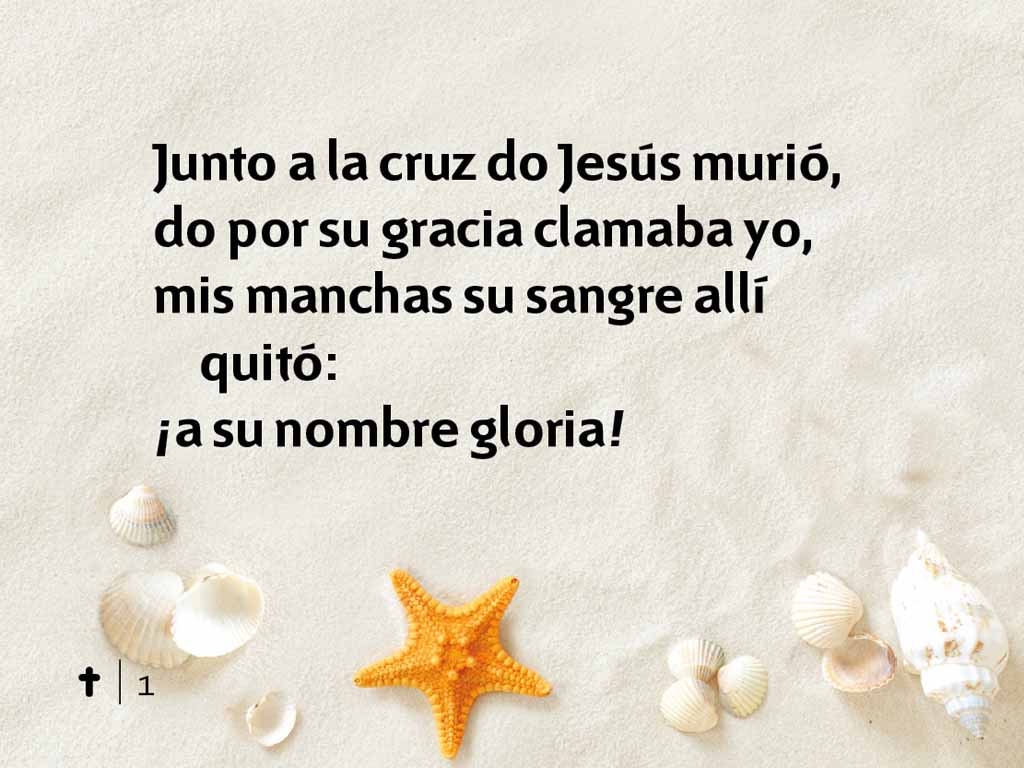 Junto a la cruz do Jesús murió,
do por su gracia clamaba yo,
mis manchas su sangre allí
quitó:
¡a su nombre gloria!
1